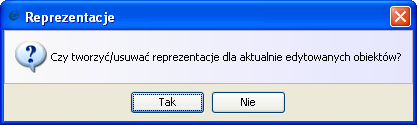 Reprezentacje
Czy tworzyć/usuwać reprezentacje dla aktualnie edytowanych obiektów?
Tak
Nie